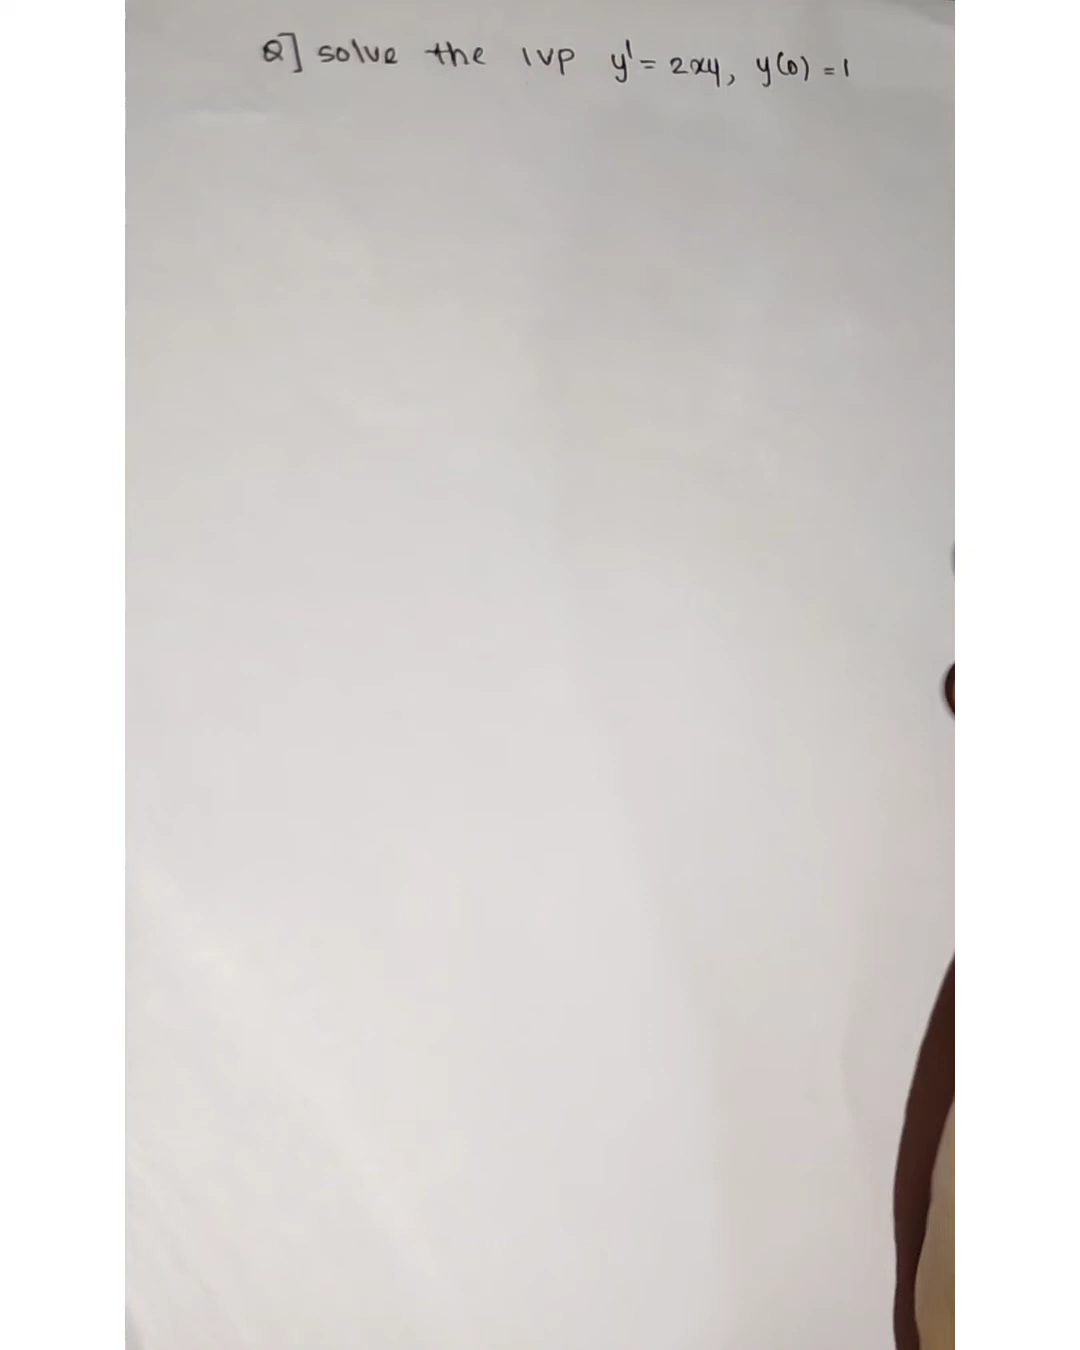 Q] solve the IVP y' = 2xy, y(0) = 1